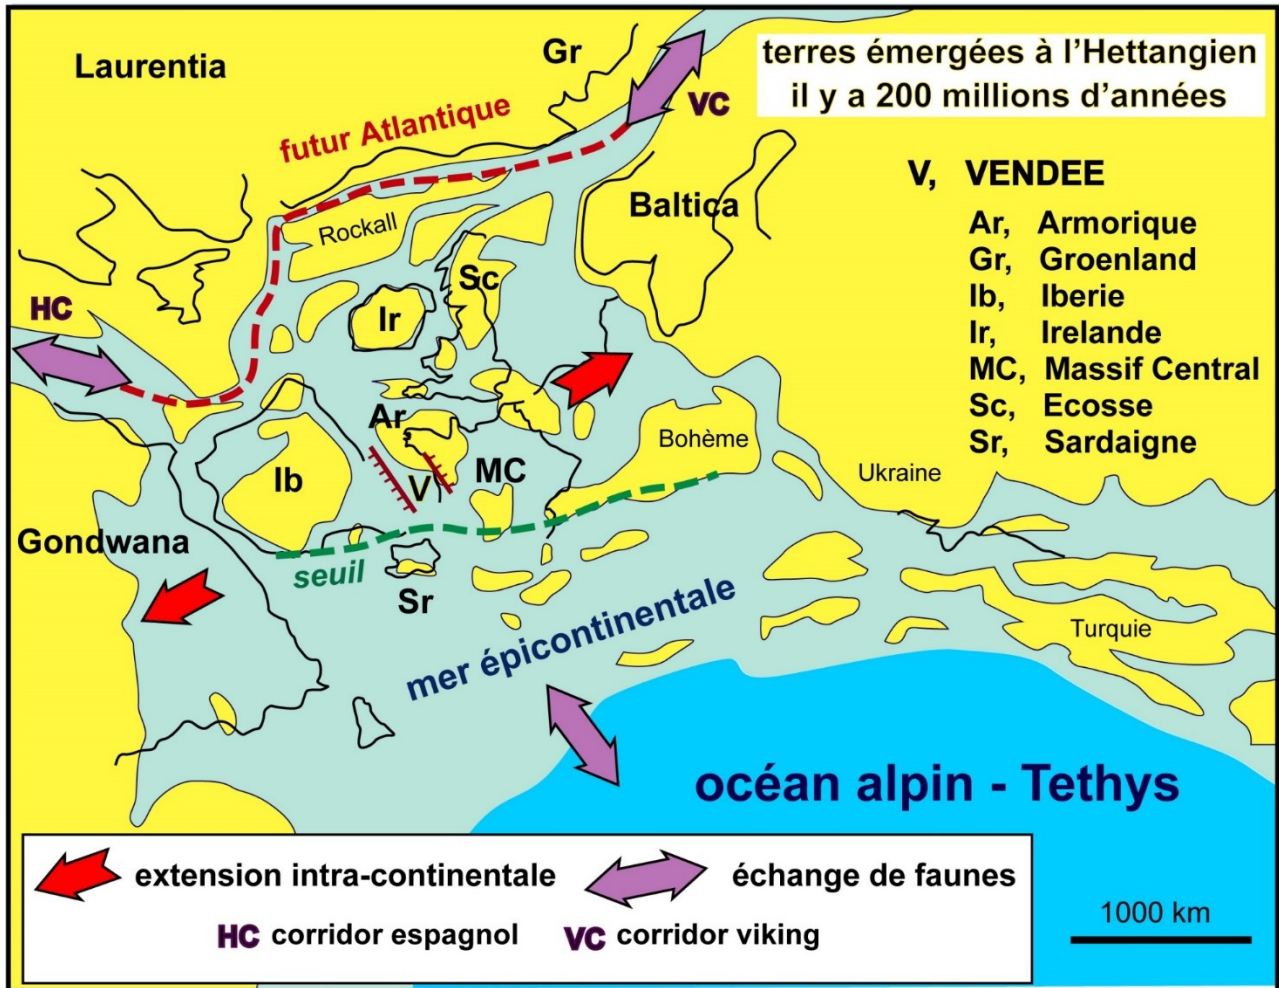 Laurentia
Gr
terres émergées à l'Hettangien
il y a 200 millions d'années
VC
futur Atlantique
V, VENDEE
Baltica
Rockall
Ar, Armorique
Gr, Groenland
Sc
Ib, Iberie
HC
Ir
Ir, Irelande
MC, Massif Central
Ar
Sc, Ecosse
Bohème
Sr, Sardaigne
Ib
V
MC
Ukraine
Gondwana
seuil
Sr
mer épicontinentale
Turquie
océan alpin - Tethys
extension intra-continentale
échange de faunes
HC corridor espagnol
VC corridor viking
1000 km